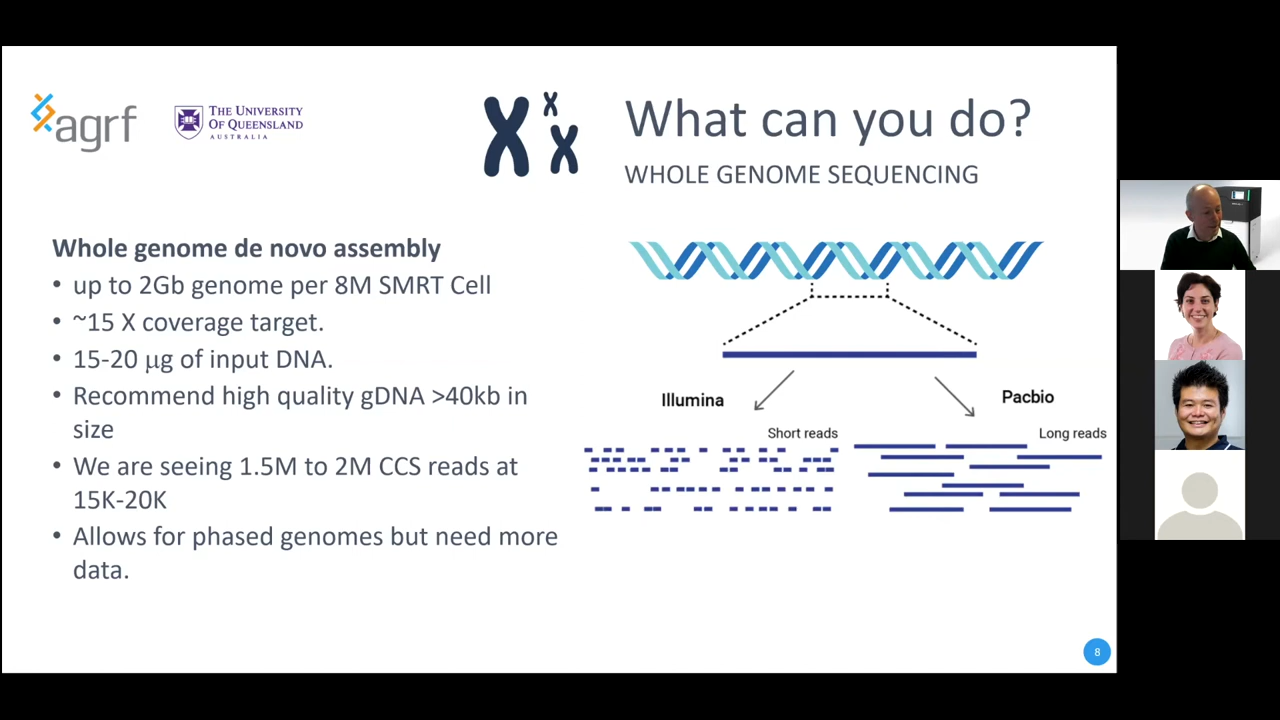 agrf
THE UNIVERSITY
OF QUEENSLAND
AUSTRALIA
What can you do?
WHOLE GENOME SEQUENCING
Whole genome de novo assembly
• up to 2Gb genome per 8M SMRT Cell
• ~15 X coverage target.
• 15-20 μg of input DNA.
• Recommend high quality gDNA >40kb in
size
• We are seeing 1.5M to 2M CCS reads at
15K-20K
• Allows for phased genomes but need more
data.
Illumina
Pacbio
Short reads
Long reads
8